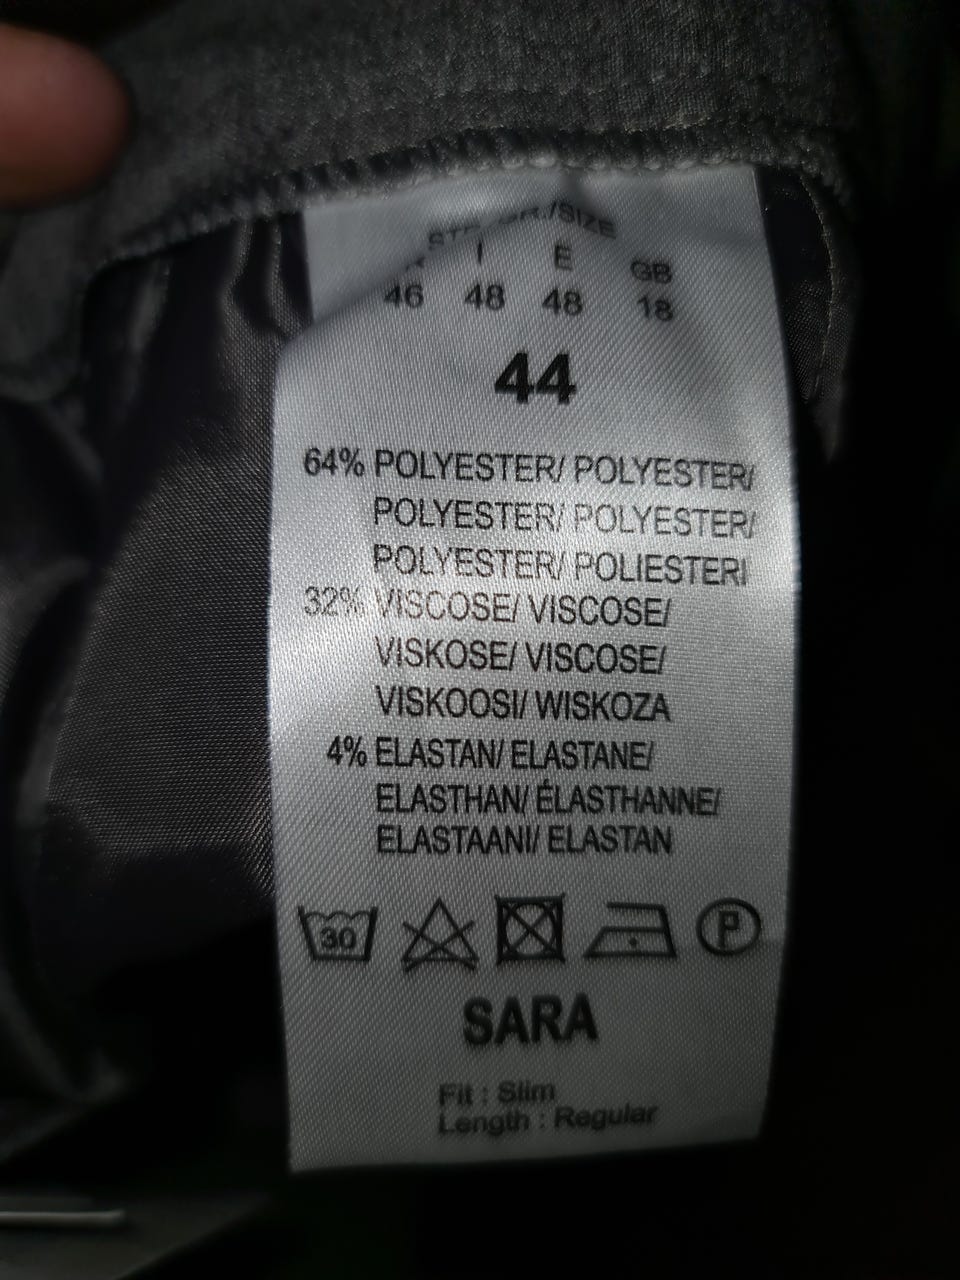 /SIZE
I E GB
46 48 48 18
44
64% POLYESTER/ POLYESTER/
POLYESTER/ POLYESTER/
POLYESTER/ POLIESTERI
32% VISCOSE/ VISCOSE/
VISKOSE/ VISCOSE/
VISKOOSI/ WISKOZA
4% ELASTAN/ ELASTANE/
ELASTHAN/ ÉLASTHANNE/
ELASTAANI/ ELASTAN
30 P
SARA
Fit : Slim
Length : Regular